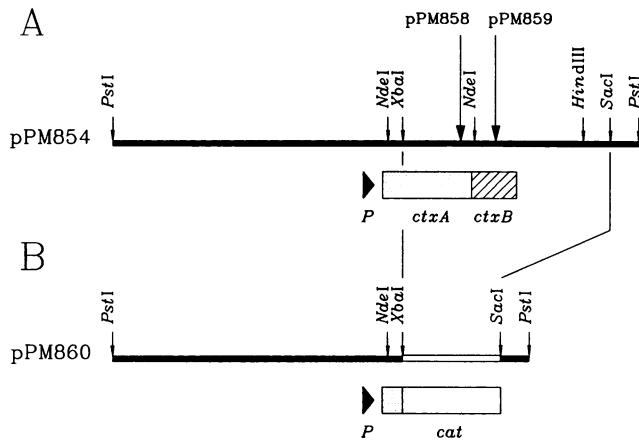 A
pPM858 pPM859
PstI NdeI XbaI NdeI HindIII SacI PstI
pPM854
P ctxA ctxB
B
PstI NdeI XbaI SacI PstI
pPM860
P cat